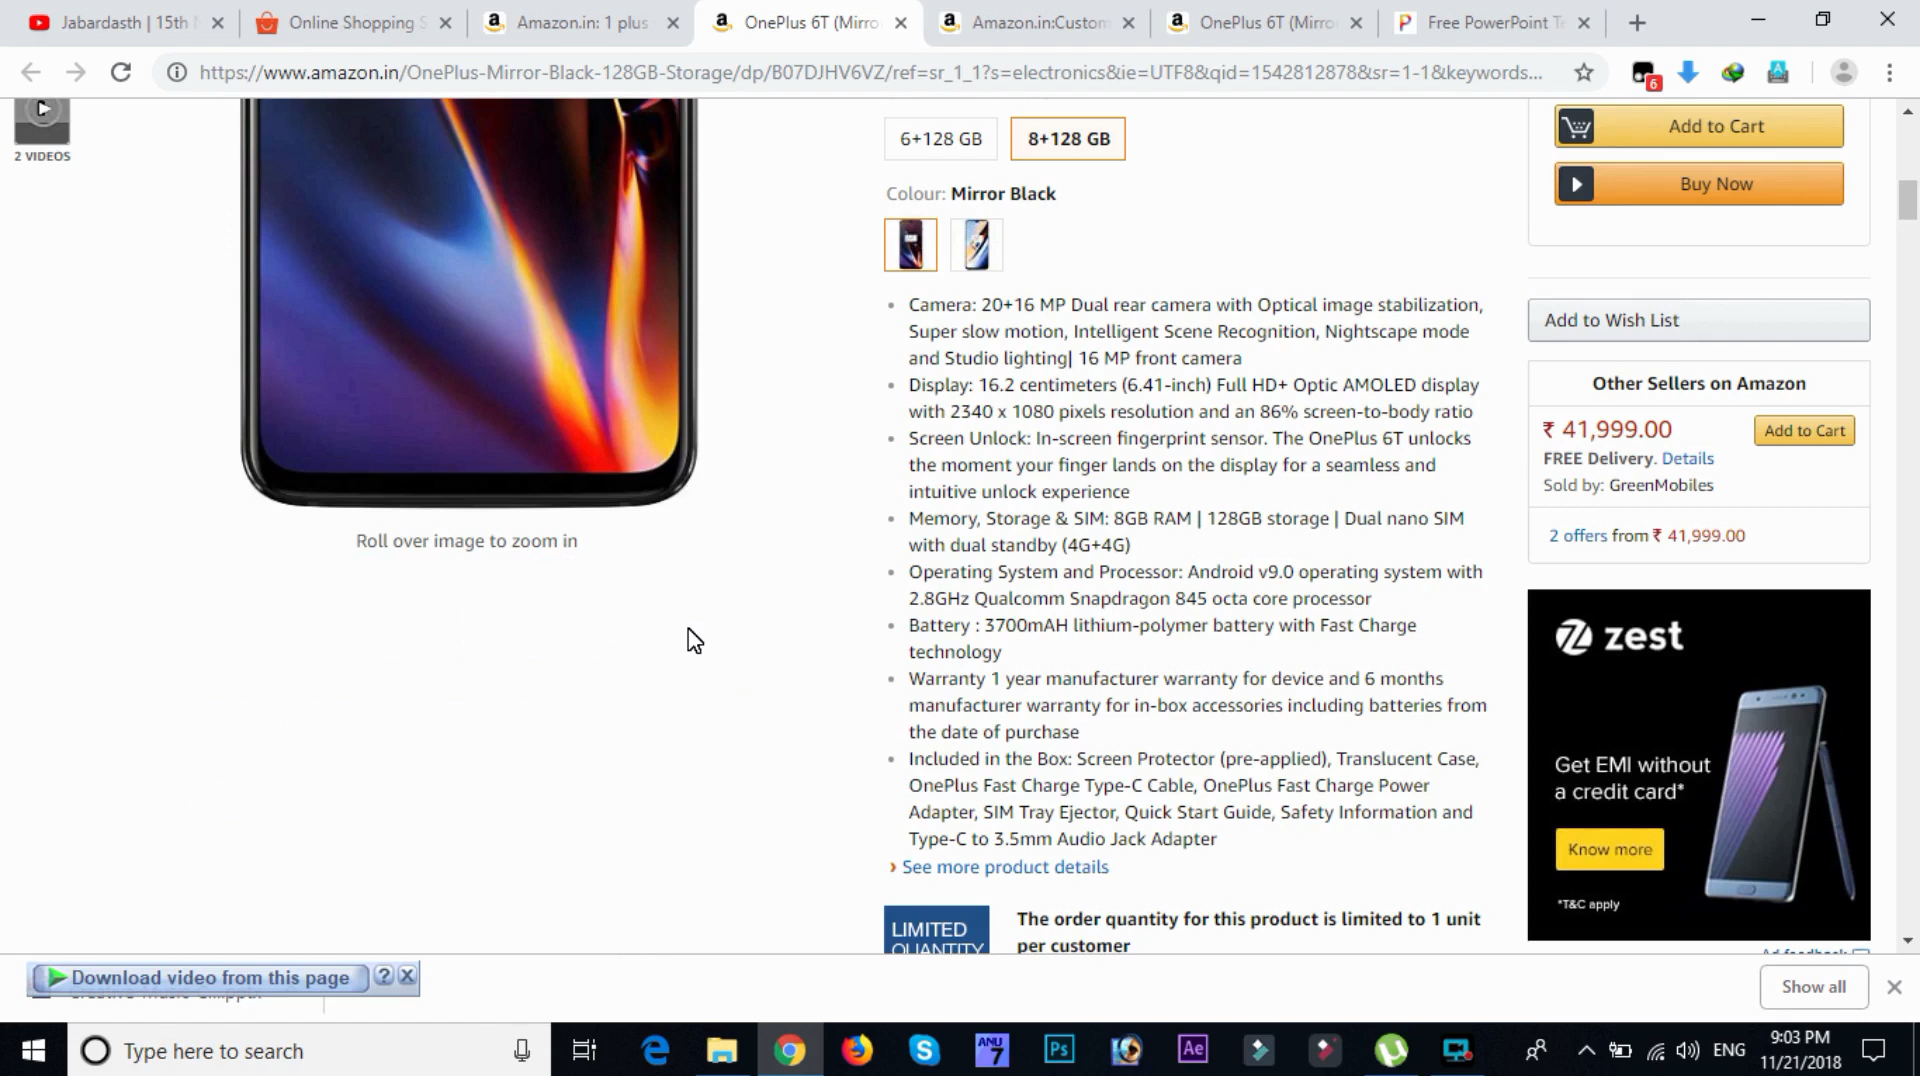 Jabardasth | 15th
Online Shopping S
Amazon.in: 1 plus
OnePlus 6T (Mirro
Amazon.in:Custom
OnePlus 6T (Mirro
Free PowerPoint Te
https://www.amazon.in/OnePlus-Mirror-Black-128GB-Storage/dp/B07DJHV6VZ/ref=sr_1_1?s=electronics&ie=UTF8&qid=1542812878&sr=1-1&keywords...
6
2 VIDEOS
Roll over image to zoom in
6+128 GB
8+128 GB
Colour: Mirror Black
Camera: 20+16 MP Dual rear camera with Optical image stabilization,
Super slow motion, Intelligent Scene Recognition, Nightscape mode
and Studio lighting| 16 MP front camera
Display: 16.2 centimeters (6.41-inch) Full HD+ Optic AMOLED display
with 2340 x 1080 pixels resolution and an 86% screen-to-body ratio
Screen Unlock: In-screen fingerprint sensor. The OnePlus 6T unlocks
the moment your finger lands on the display for a seamless and
intuitive unlock experience
Memory, Storage & SIM: 8GB RAM | 128GB storage | Dual nano SIM
with dual standby (4G+4G)
Operating System and Processor: Android v9.0 operating system with
2.8GHz Qualcomm Snapdragon 845 octa core processor
Battery : 3700mAH lithium-polymer battery with Fast Charge
technology
Warranty 1 year manufacturer warranty for device and 6 months
manufacturer warranty for in-box accessories including batteries from
the date of purchase
Included in the Box: Screen Protector (pre-applied), Translucent Case,
OnePlus Fast Charge Type-C Cable, OnePlus Fast Charge Power
Adapter, SIM Tray Ejector, Quick Start Guide, Safety Information and
Type-C to 3.5mm Audio Jack Adapter
› See more product details
LIMITED
QUANTITY
The order quantity for this product is limited to 1 unit
per customer
Add to Cart
Buy Now
Add to Wish List
Other Sellers on Amazon
₹ 41,999.00
Add to Cart
FREE Delivery. Details
Sold by: GreenMobiles
2 offers from ₹ 41,999.00
zest
Get EMI without
a credit card*
Know more
*T&C apply
Ad feedback
Download video from this page
Show all
Type here to search
ANU
7
Ps
Ae
ENG
9:03 PM
11/21/2018